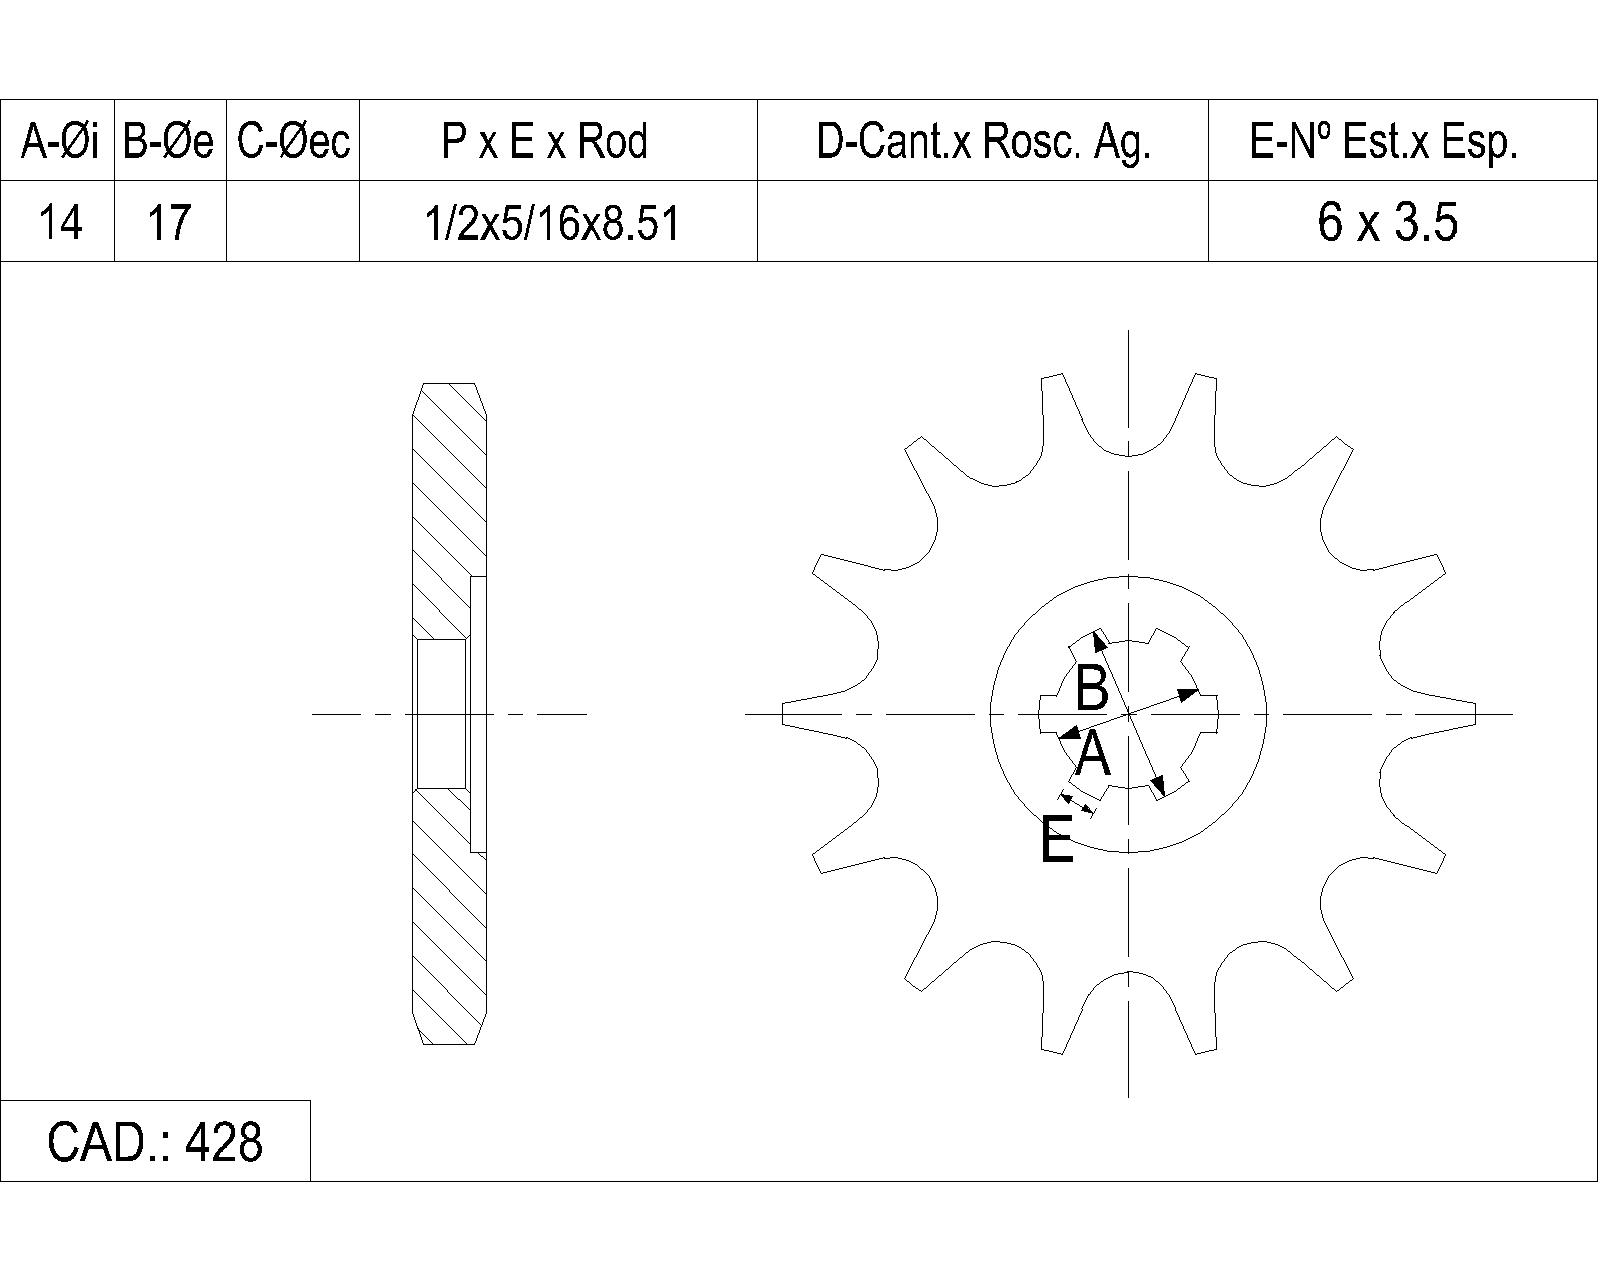 A-Øi B-Øe C-Øec P x E x Rod D-Cant.x Rosc. Ag. E-Nº Est.x Esp.
14 17 1/2x5/16x8.51 6 x 3.5
B
A
E
CAD.: 428